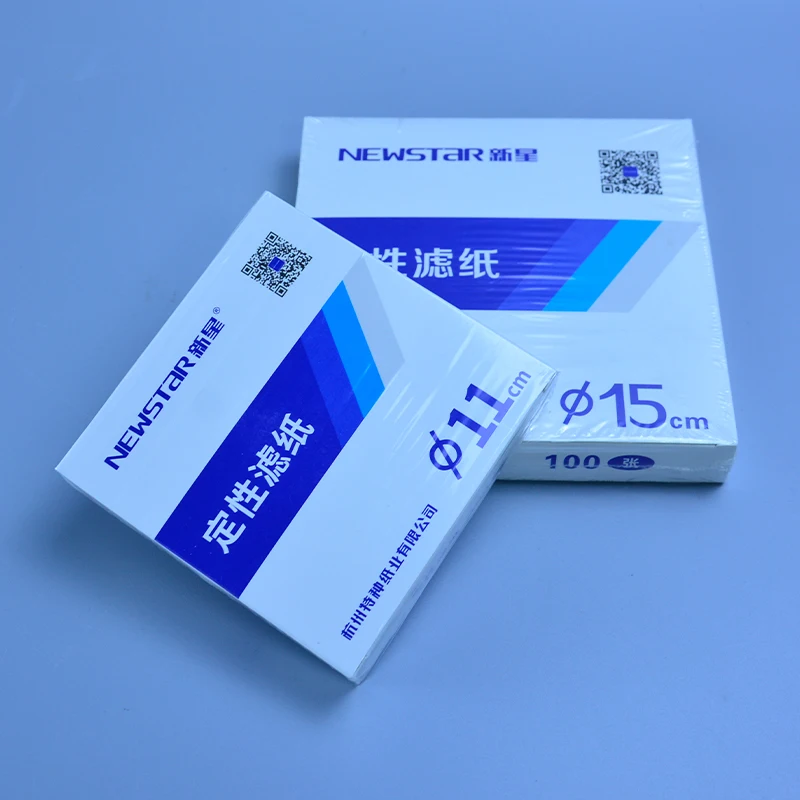 NEWSTAR 新星
性滤纸
φ15cm
100 张
NEWSTAR 新星®
定性滤纸
φ11cm
杭州特种纸业有限公司